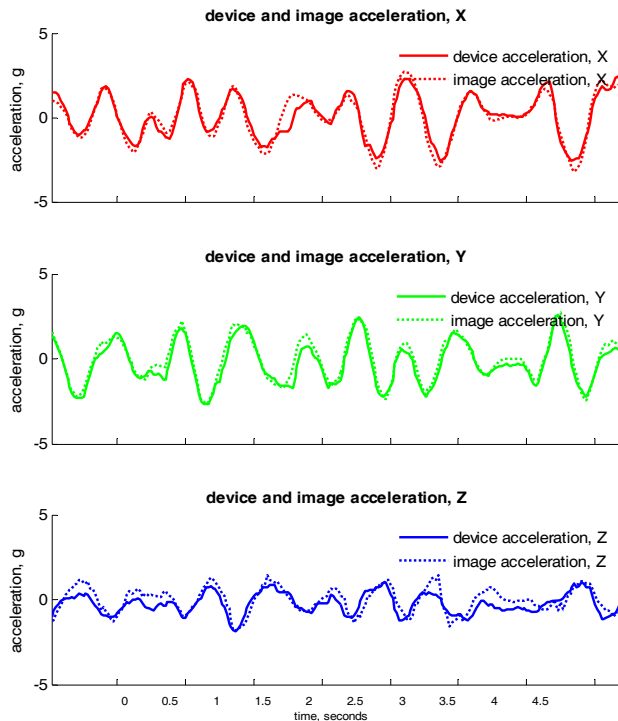 device and image acceleration, X
5
device acceleration, X
image acceleration, X
acceleration, g
0
-5
device and image acceleration, Y
5
device acceleration, Y
image acceleration, Y
acceleration, g
0
-5
device and image acceleration, Z
5
device acceleration, Z
image acceleration, Z
acceleration, g
0
-5
0 0.5 1 1.5 2 2.5 3 4 4.5
time, seconds